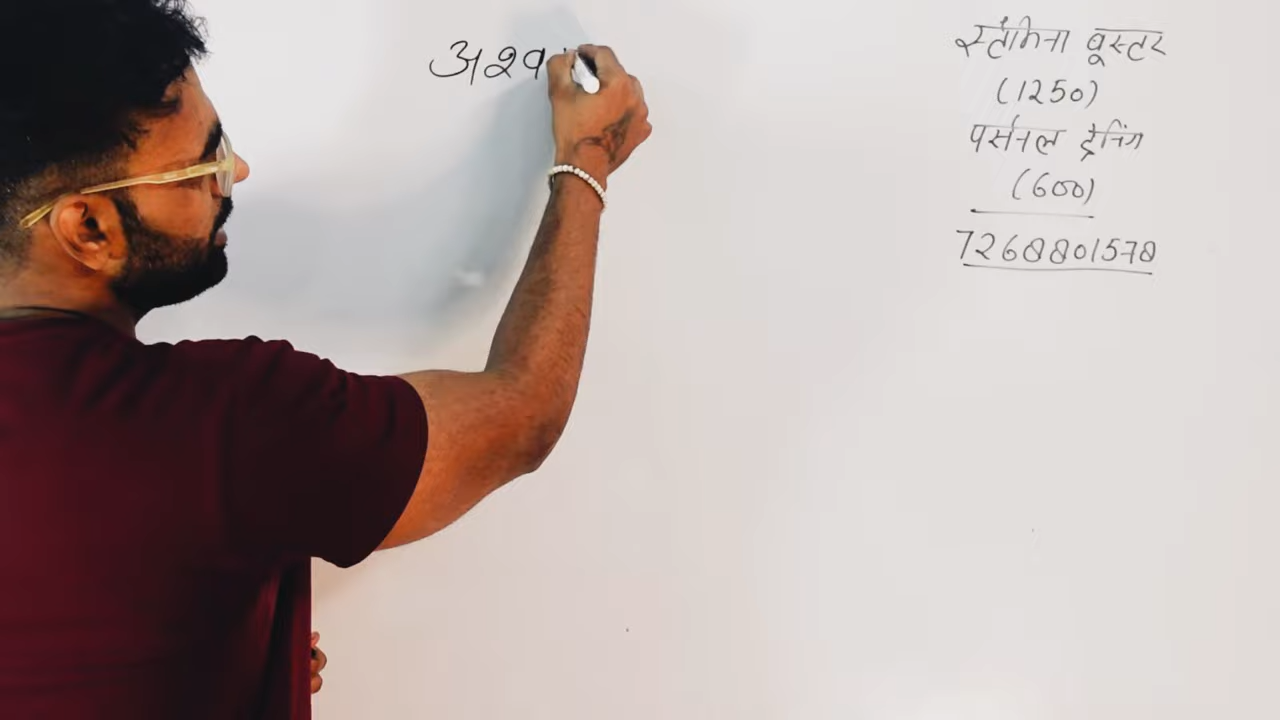 अश्व
स्टैमिना बूस्टर
(1250)
पर्सनल ट्रेनिंग
(600)
7268801578